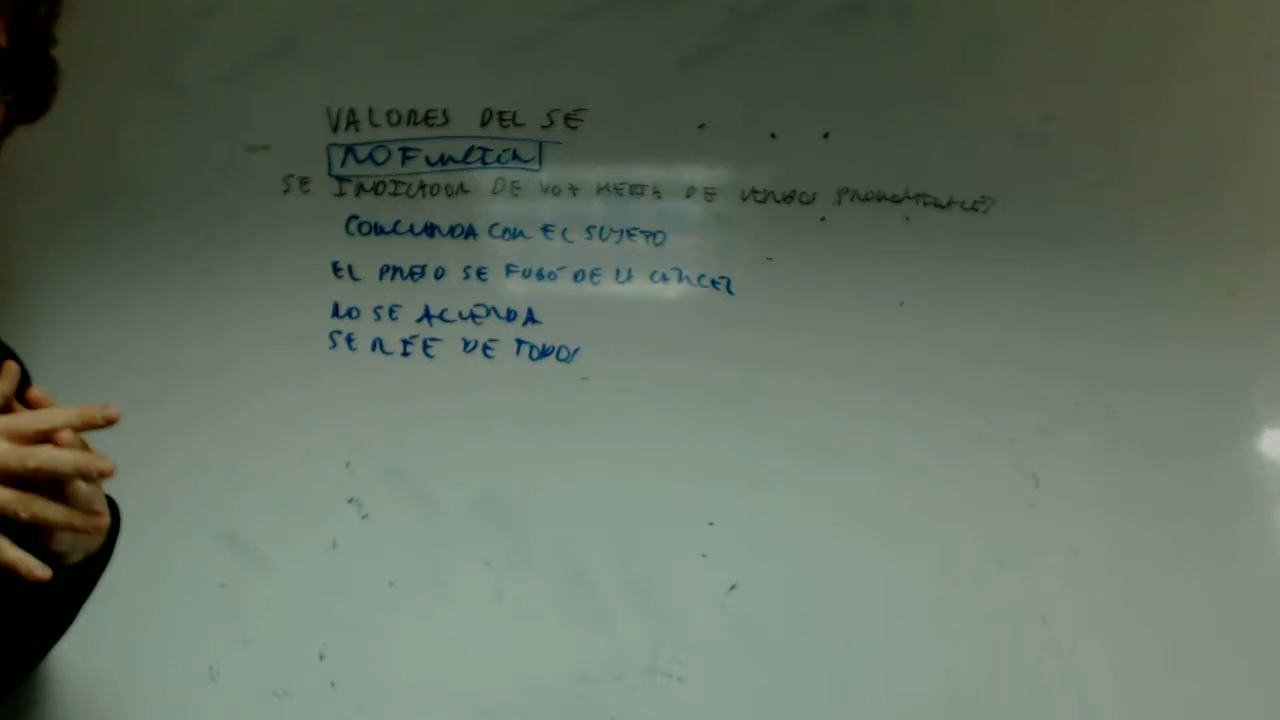 VALORES DEL SE
NO FUNCIÓN
SE INDICADOR DE VOZ MEDIA DE VERBOS PRONOMINALES
CONCUERDA CON EL SUJETO
EL PRESO SE FUGÓ DE LA CÁRCEL
NO SE ACUERDA
SE RÍE DE TODOS